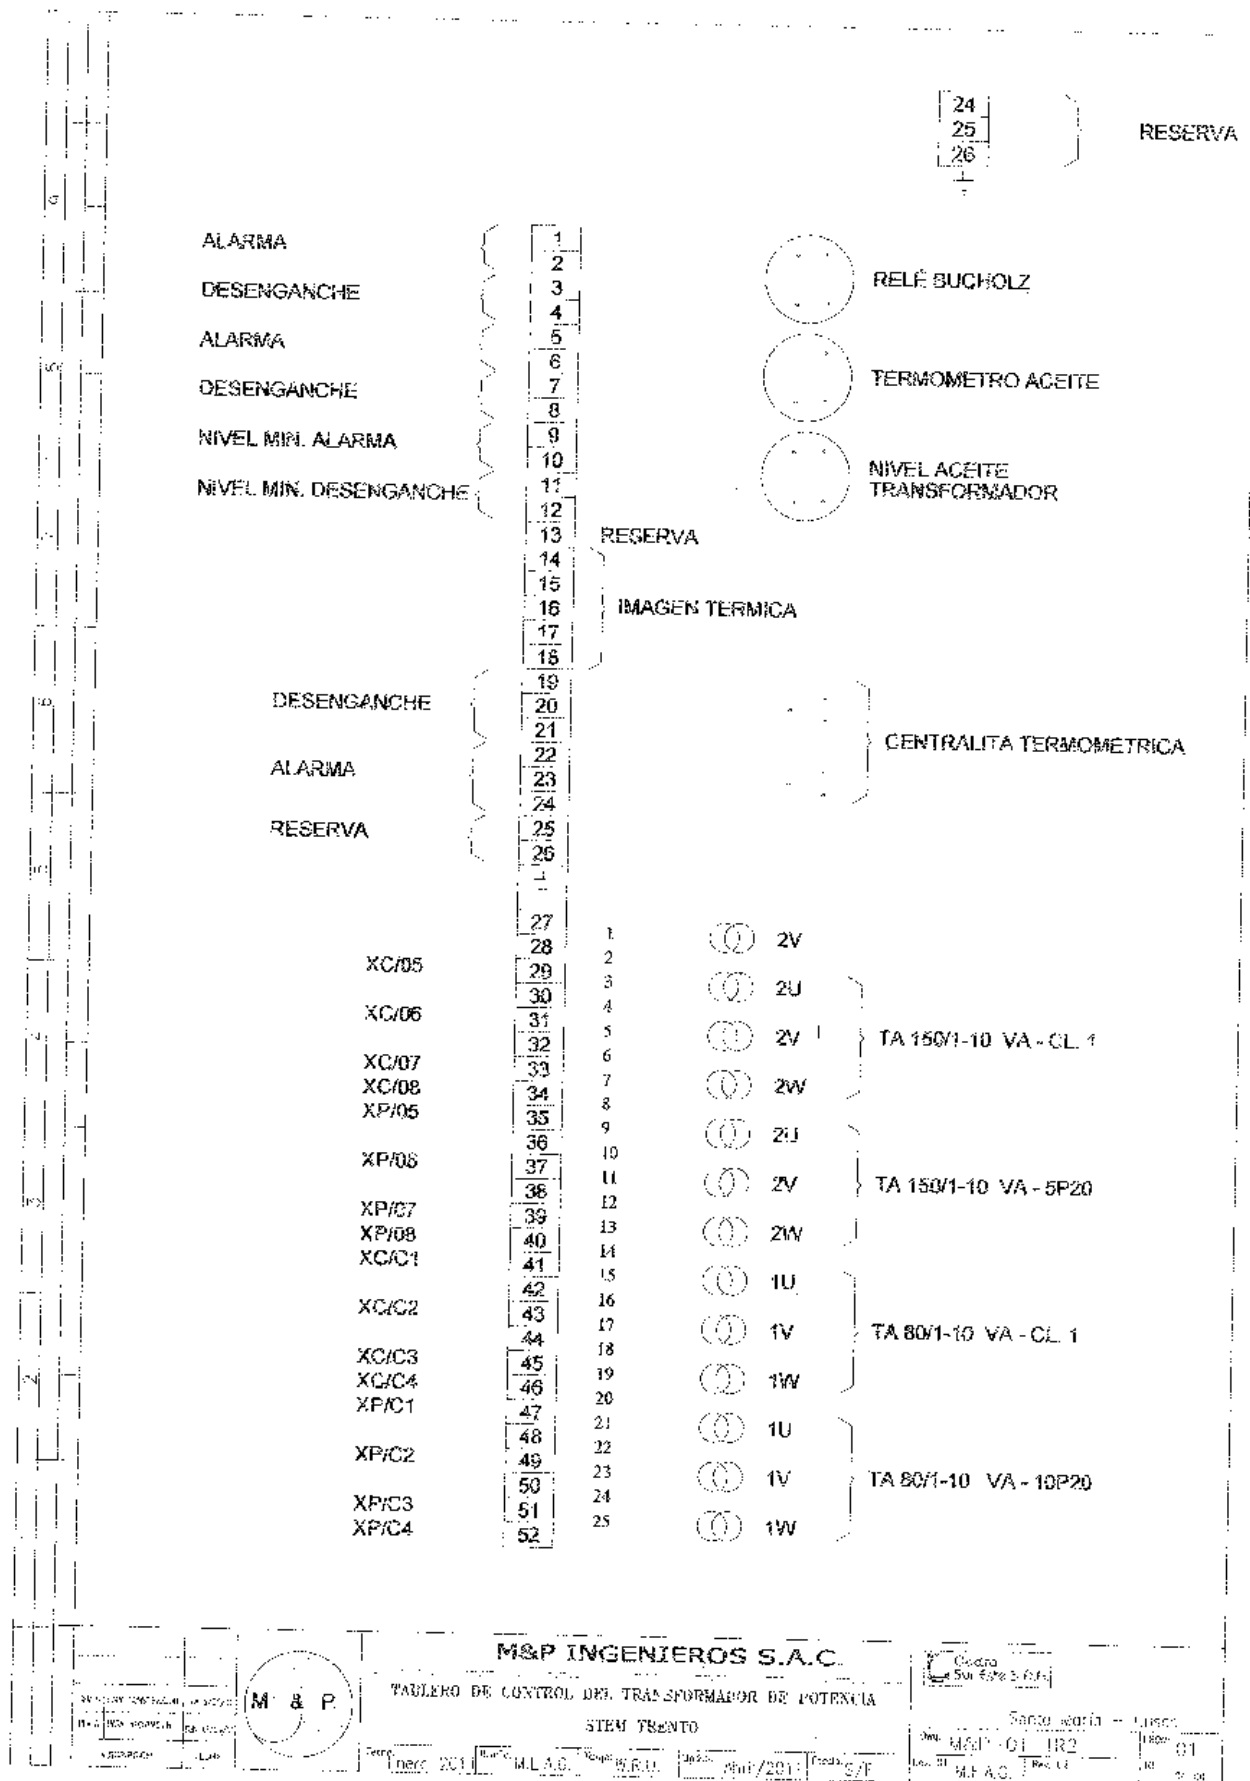 24
25 RESERVA
26
ALARMA 1
2 RELÉ BUCHOLZ
DESENGANCHE 3
4
ALARMA 5
6
DESENGANCHE 7 TERMOMETRO ACEITE
8
NIVEL MIN. ALARMA 9
10 NIVEL ACEITE
NIVEL MIN. DESENGANCHE 11 TRANSFORMADOR
12
13 RESERVA
14
15
16 IMAGEN TERMICA
17
18
19
DESENGANCHE 20
21
22 CENTRALITA TERMOMETRICA
ALARMA 23
24
RESERVA 25
26
27 1 2V
28 2
XC/05 29 3 2U
30 4
XC/06 31 5 2V TA 150/1-10 VA - CL. 1
32 6
XC/07 33 7 2W
XC/08 34 8
XP/05 35 9 2U
36 10
XP/06 37 11 2V TA 150/1-10 VA - 5P20
38 12
XP/C7 39 13 2W
XP/08 40 14
XC/C1 41 15 1U
42 16
XC/C2 43 17 1V TA 80/1-10 VA - CL. 1
44 18
XC/C3 45 19 1W
XC/C4 46 20
XP/C1 47 21 1U
48 22
XP/C2 49 23 1V TA 80/1-10 VA - 10P20
50 24
XP/C3 51 25 1W
XP/C4 52
M&P INGENIEROS S.A.C.
M & P
TABLERO DE CONTROL DEL TRANSFORMADOR DE POTENCIA
STEM TRENTO
M.L.A.G. W.R.U. S/E
M&P-01 TR2 01